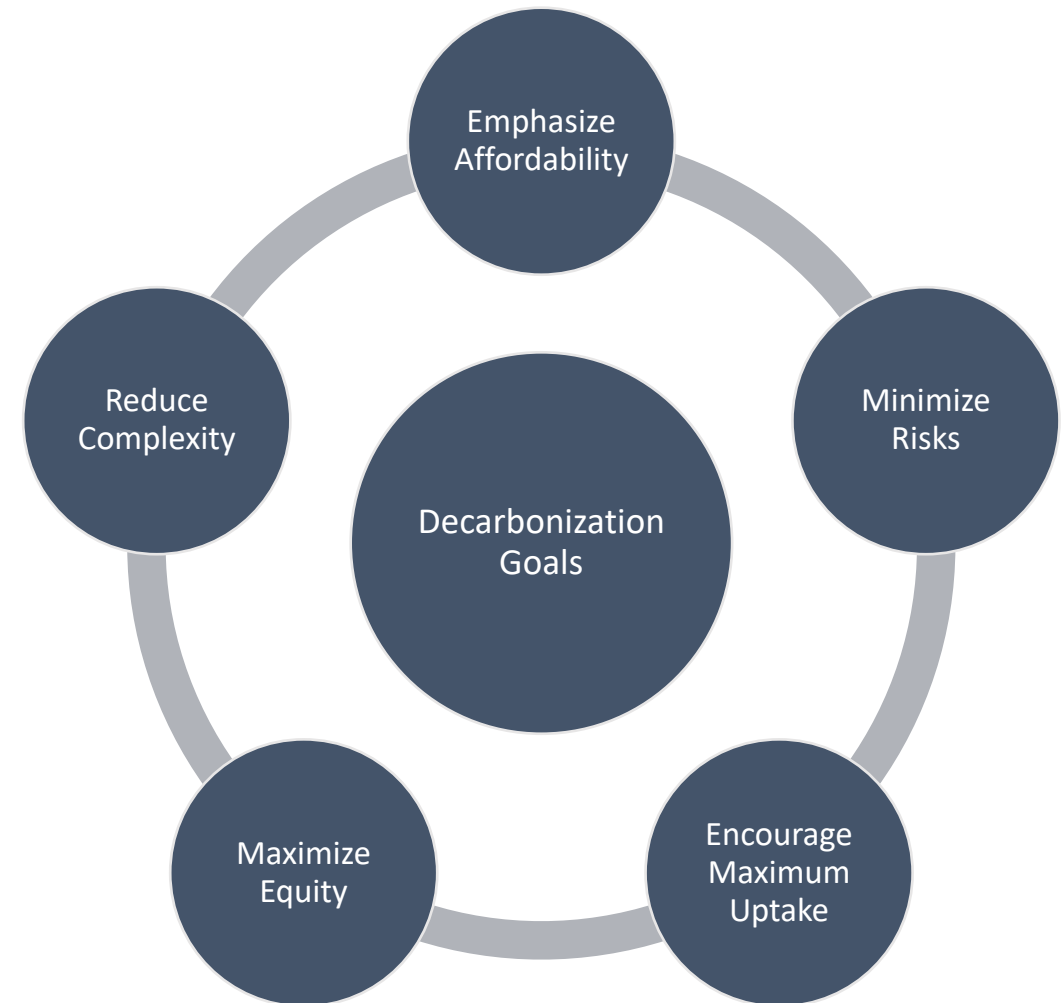 Emphasize
Affordability
Reduce
Complexity
Minimize
Risks
Decarbonization
Goals
Maximize
Equity
Encourage
Maximum
Uptake